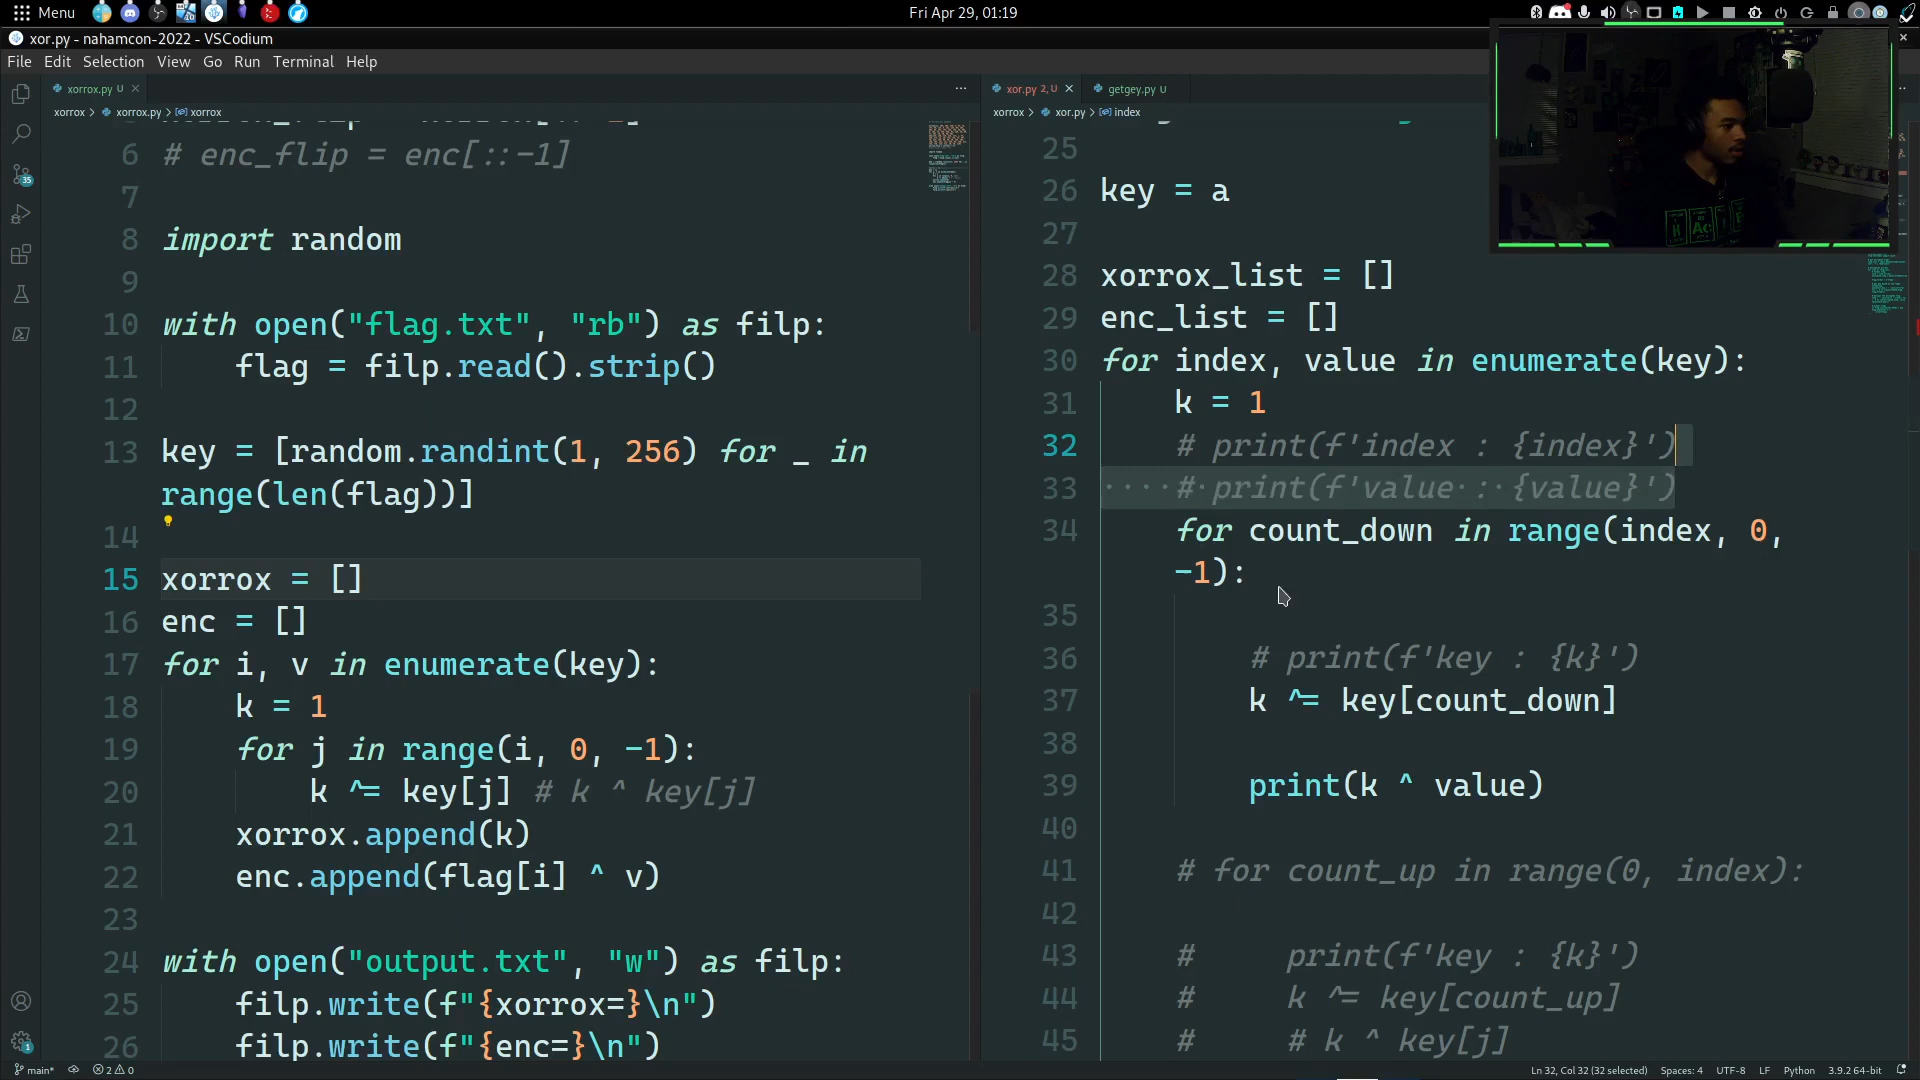 Menu
Fri Apr 29, 01:19
xor.py - nahamcon-2022 - VSCodium
File Edit Selection View Go Run Terminal Help
xorrox.py U
xorrox > xorrox.py > xorrox
6 # enc_flip = enc[::-1]
7
8 import random
9
10 with open("flag.txt", "rb") as filp:
11 flag = filp.read().strip()
12
13 key = [random.randint(1, 256) for _ in
range(len(flag))]
14
15 xorrox = []
16 enc = []
17 for i, v in enumerate(key):
18 k = 1
19 for j in range(i, 0, -1):
20 k ^= key[j] # k ^ key[j]
21 xorrox.append(k)
22 enc.append(flag[i] ^ v)
23
24 with open("output.txt", "w") as filp:
25 filp.write(f"{xorrox=}\n")
26 filp.write(f"{enc=}\n")
xor.py 2, U
getgey.py U
xorrox > xor.py > index
25
26 key = a
27
28 xorrox_list = []
29 enc_list = []
30 for index, value in enumerate(key):
31 k = 1
32 # print(f'index : {index}')
33 # print(f'value : {value}')
34 for count_down in range(index, 0,
-1):
35
36 # print(f'key : {k}')
37 k ^= key[count_down]
38
39 print(k ^ value)
40
41 # for count_up in range(0, index):
42
43 # print(f'key : {k}')
44 # k ^= key[count_up]
45 # # k ^ key[j]
35
1
main* 2 0
Ln 32, Col 32 (32 selected) Spaces: 4 UTF-8 LF Python 3.9.2 64-bit